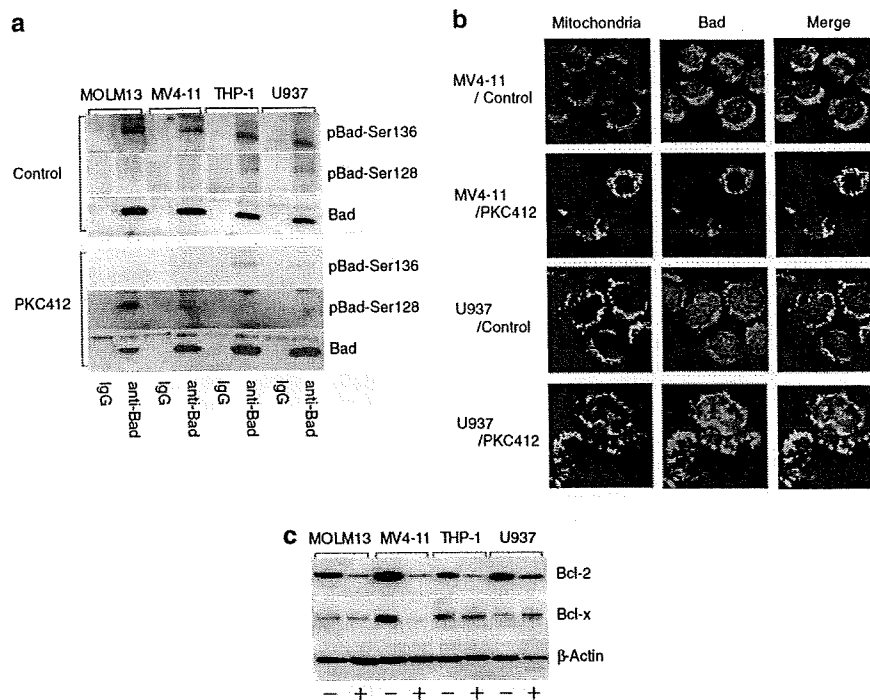 a
MOLM13 MV4-11 THP-1 U937
Control
pBad-Ser136
pBad-Ser128
Bad
PKC412
pBad-Ser136
pBad-Ser128
Bad
IgG anti-Bad IgG anti-Bad IgG anti-Bad IgG anti-Bad
b
Mitochondria Bad Merge
MV4-11
/ Control
MV4-11
/PKC412
U937
/Control
U937
/PKC412
c
MOLM13 MV4-11 THP-1 U937
Bcl-2
Bcl-x
β-Actin
− + − + − + − +